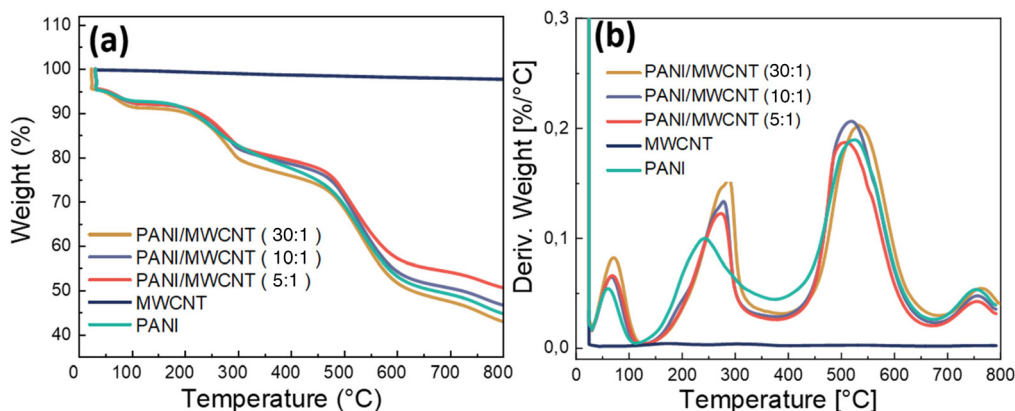 (a)
110
100
90
80
70
60
50
40
Weight (%)
PANI/MWCNT ( 30:1 )
PANI/MWCNT ( 10:1 )
PANI/MWCNT ( 5:1 )
MWCNT
PANI
0 100 200 300 400 500 600 700 800
Temperature (°C)
(b)
0,3
0,2
0,1
0,0
Deriv. Weight [%/°C]
PANI/MWCNT (30:1)
PANI/MWCNT (10:1)
PANI/MWCNT (5:1)
MWCNT
PANI
0 100 200 300 400 500 600 700 800
Temperature [°C]